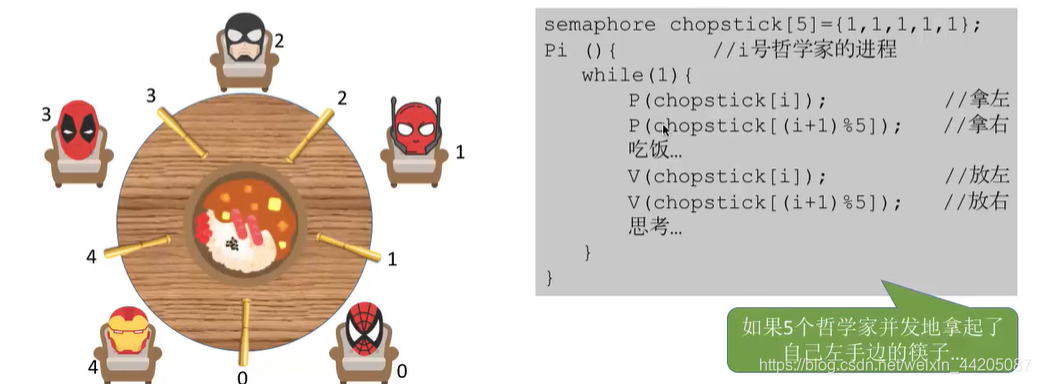 2
3
2
3
1
4
1
4
0
0
semaphore chopstick[5]={1,1,1,1,1};
Pi (){ //i号哲学家的进程
while(1){
P(chopstick[i]); //拿左
P(chopstick[(i+1)%5]); //拿右
吃饭…
V(chopstick[i]); //放左
V(chopstick[(i+1)%5]); //放右
思考…
}
}
如果5个哲学家并发地拿起了
自己左手边的筷子…
https://blog.csdn.net/weixin_44205087